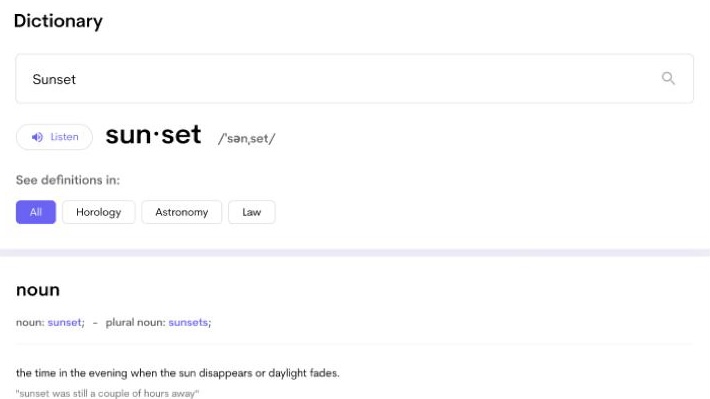 Dictionary
Sunset
Listen sun·set /ˈsənˌset/
See definitions in:
All Horology Astronomy Law
noun
noun: sunset; - plural noun: sunsets;
the time in the evening when the sun disappears or daylight fades.
"sunset was still a couple of hours away"